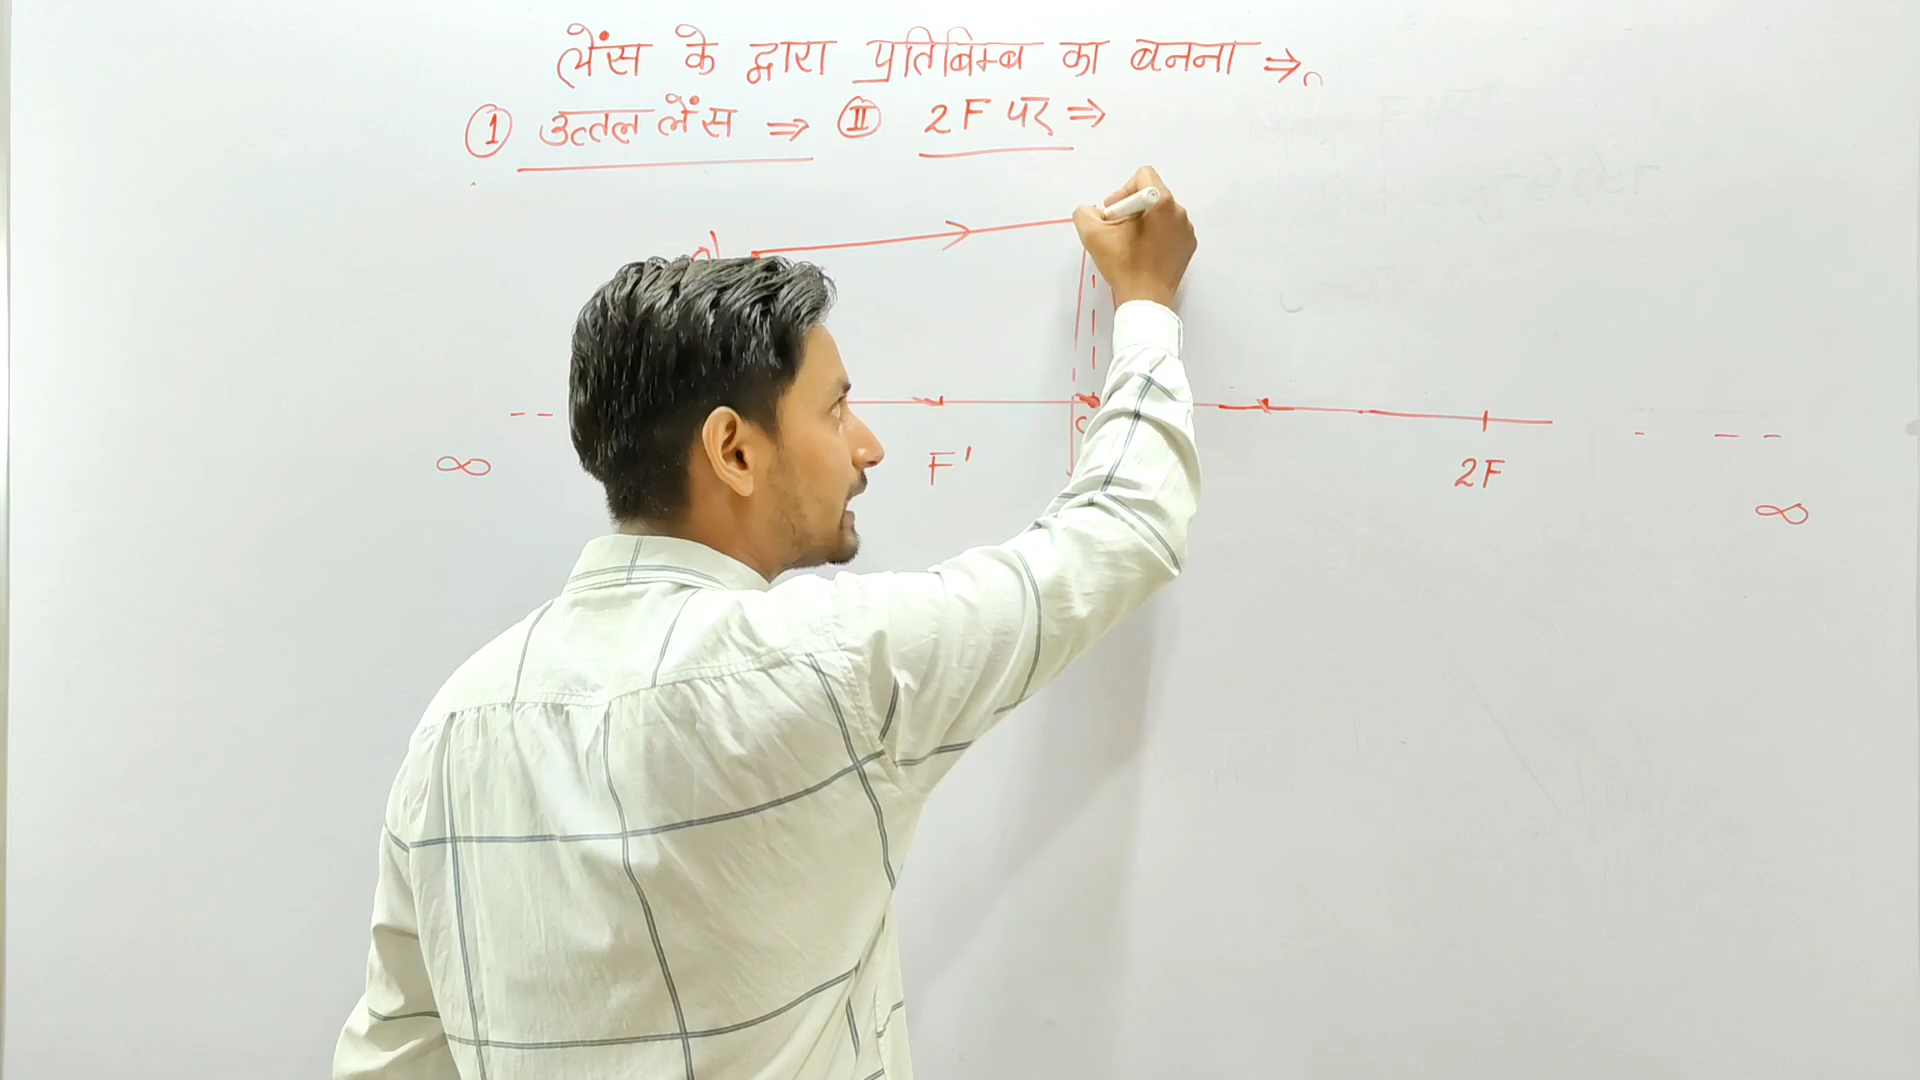 लेंस के द्वारा प्रतिबिम्ब का बनना ⇒
① उत्तल लेंस ⇒ Ⅱ 2F पर ⇒
F' 2F
∞ ∞